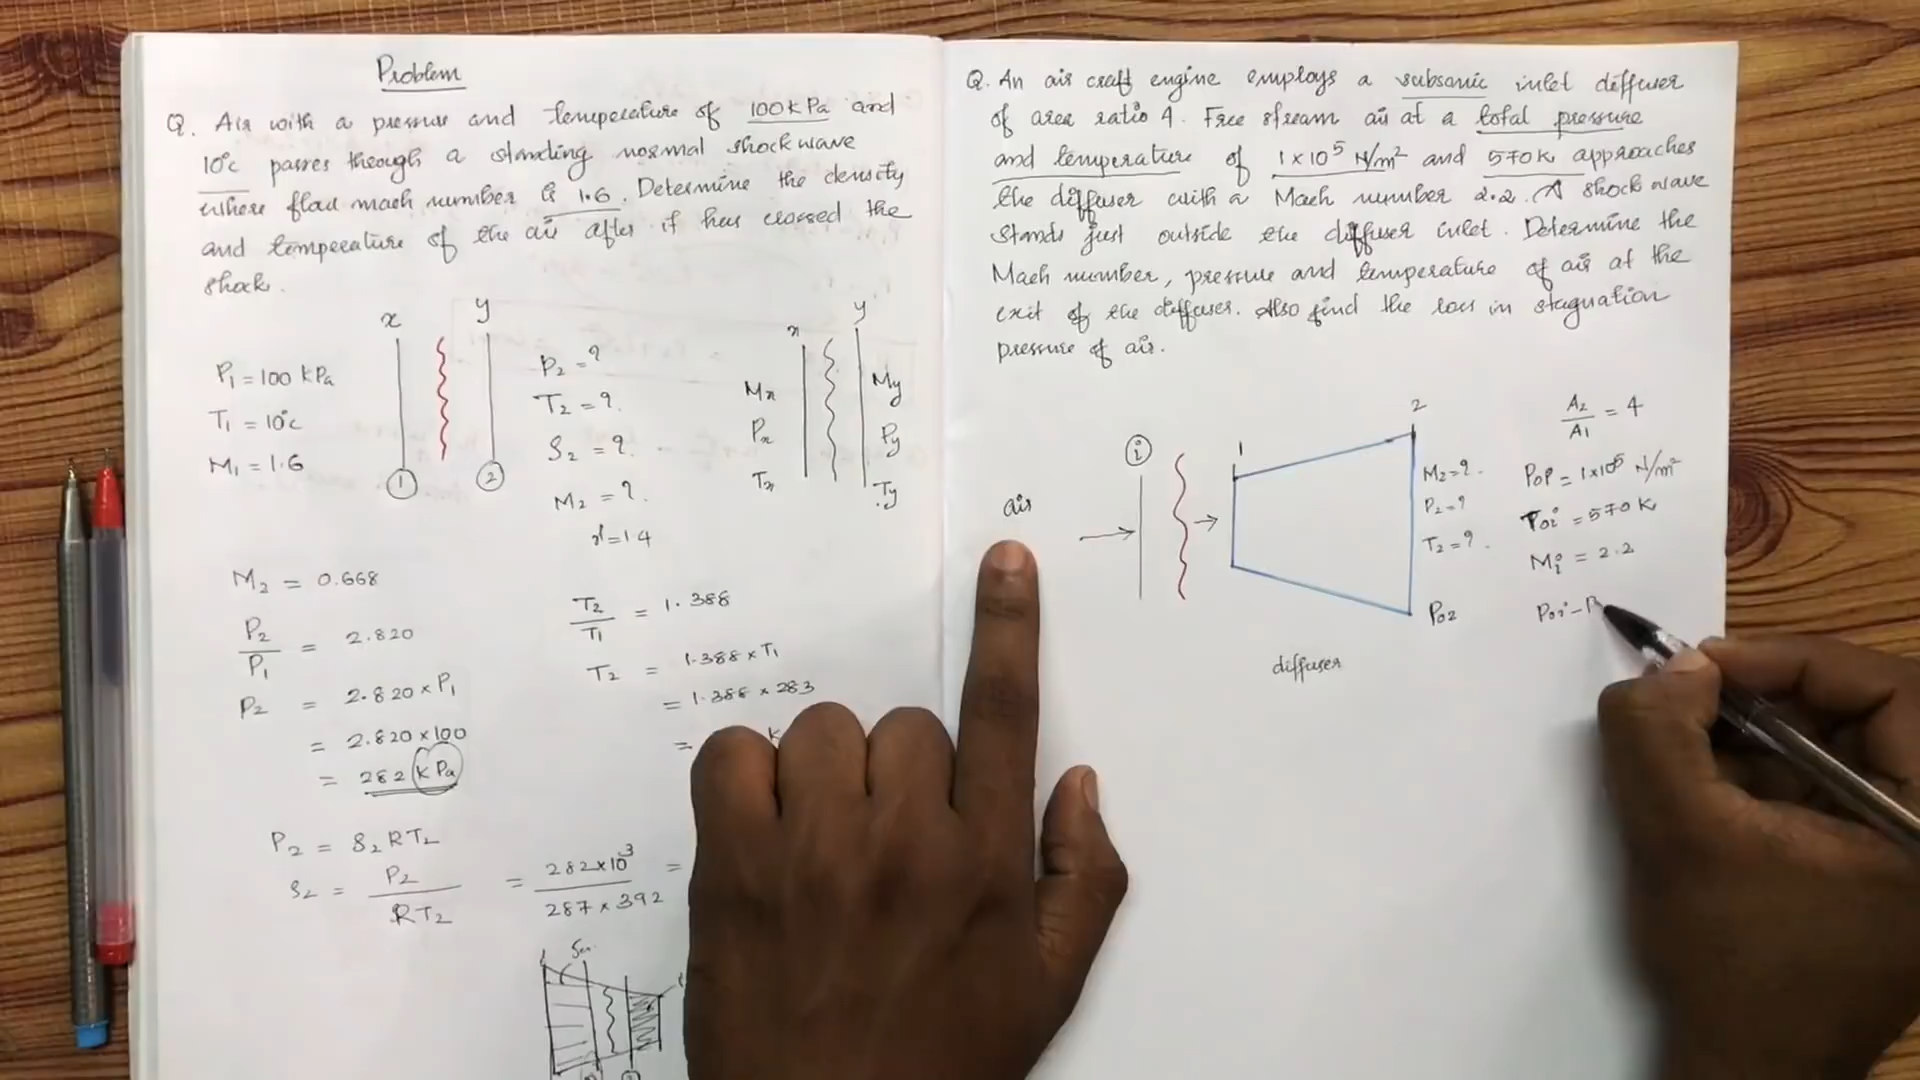 Problem
Q. Air with a pressure and temperature of 100kPa and
10°c passes through a standing normal shockwave
where flow mach number is 1.6. Determine the density
and temperature of the air after it has crossed the
shock.
x
y
P1 = 100 kPa
T1 = 10°c
M1 = 1.6
1
2
P2 = ?
T2 = ?
S2 = ?
M2 = ?
γ = 1.4
x
y
Mx
Px
Tx
My
Py
Ty
M2 = 0.668
P2/P1 = 2.820
P2 = 2.820 × P1
= 2.820 × 100
= 282 kPa
T2/T1 = 1.388
T2 = 1.388 × T1
= 1.388 × 283
=
P2 = S2 R T2
S2 = P2/RT2 = 282×10³/287×392 =
Q. An air craft engine employs a subsonic inlet diffuser
of area ratio 4. Free stream air at a total pressure
and temperature of 1×10⁵ N/m² and 570K approaches
the diffuser with a Mach number 2.2. A shock wave
stands just outside the diffuser inlet. Determine the
Mach number, pressure and temperature of air at the
exit of the diffuser. Also find the loss in stagnation
pressure of air.
air
i
1
2
M2 = ?
P2 = ?
T2 = ?
P02
diffuser
A2/A1 = 4
P0P = 1×10⁵ N/m²
T0i = 570 K
Mi = 2.2
P0i - P